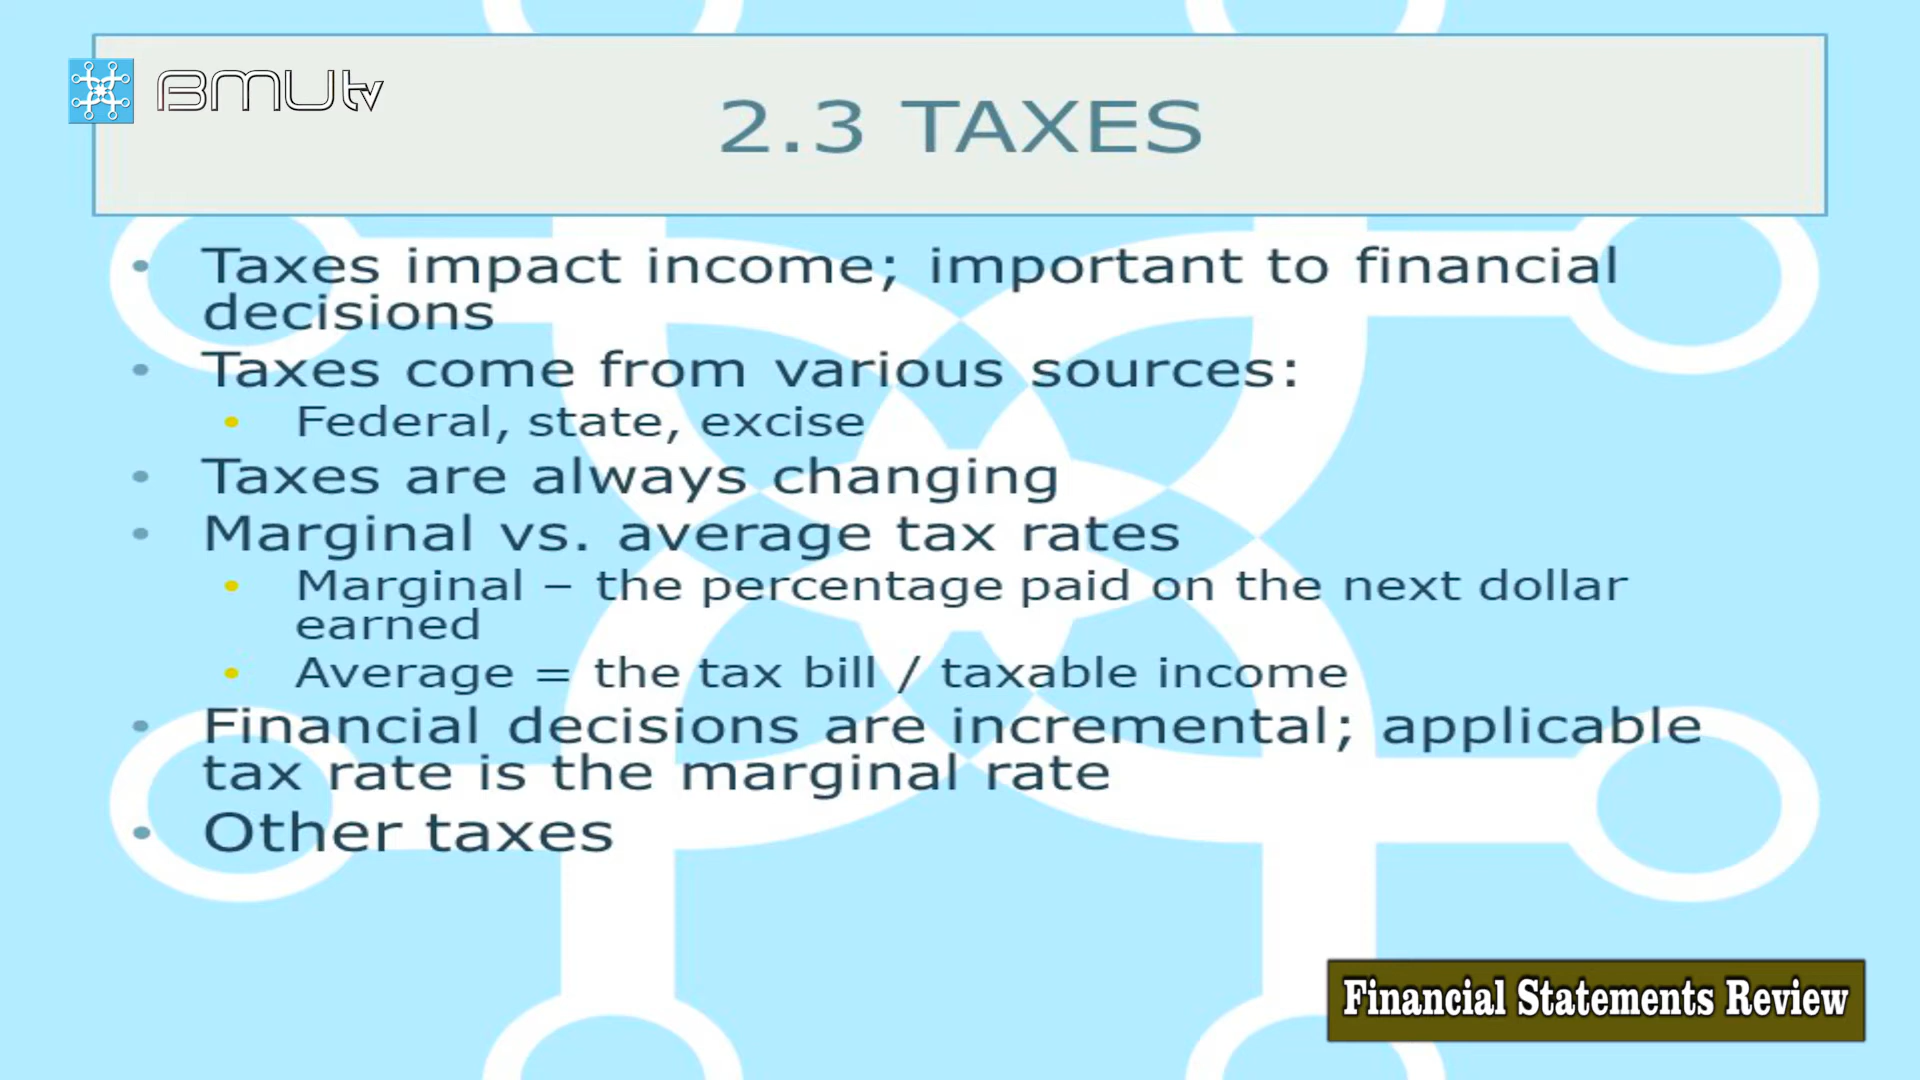 BMUtv
2.3 TAXES
• Taxes impact income; important to financial
decisions
• Taxes come from various sources:
• Federal, state, excise
• Taxes are always changing
• Marginal vs. average tax rates
• Marginal – the percentage paid on the next dollar
earned
• Average = the tax bill / taxable income
• Financial decisions are incremental; applicable
tax rate is the marginal rate
• Other taxes
Financial Statements Review